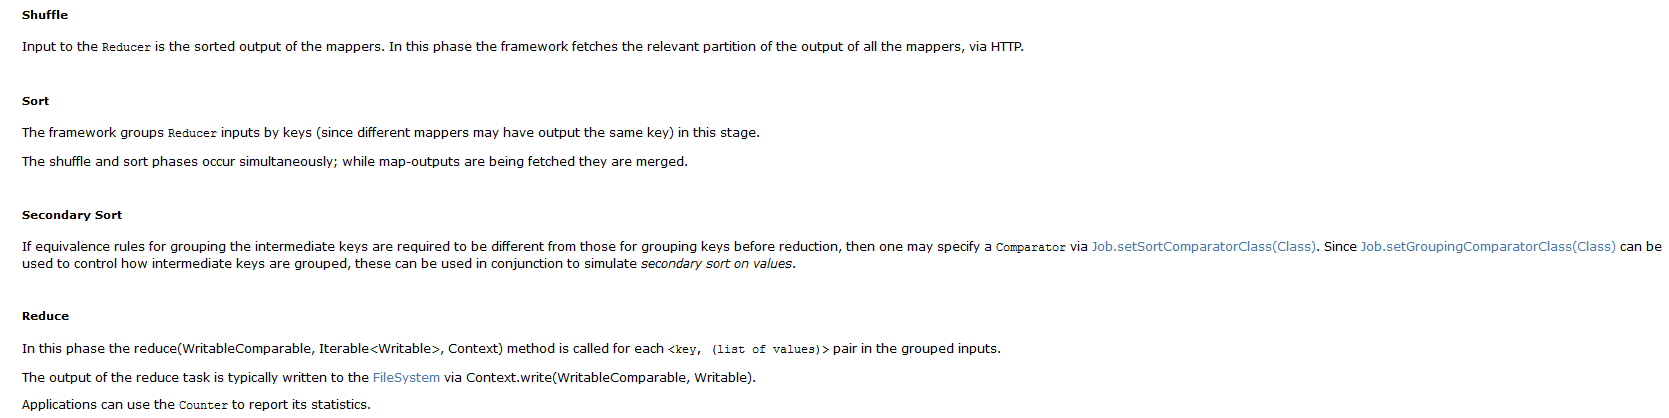 Shuffle
Input to the Reducer is the sorted output of the mappers. In this phase the framework fetches the relevant partition of the output of all the mappers, via HTTP.
Sort
The framework groups Reducer inputs by keys (since different mappers may have output the same key) in this stage.
The shuffle and sort phases occur simultaneously; while map-outputs are being fetched they are merged.
Secondary Sort
If equivalence rules for grouping the intermediate keys are required to be different from those for grouping keys before reduction, then one may specify a Comparator via Job.setSortComparatorClass(Class). Since Job.setGroupingComparatorClass(Class) can be
used to control how intermediate keys are grouped, these can be used in conjunction to simulate secondary sort on values.
Reduce
In this phase the reduce(WritableComparable, Iterable<Writable>, Context) method is called for each <key, (list of values)> pair in the grouped inputs.
The output of the reduce task is typically written to the FileSystem via Context.write(WritableComparable, Writable).
Applications can use the Counter to report its statistics.